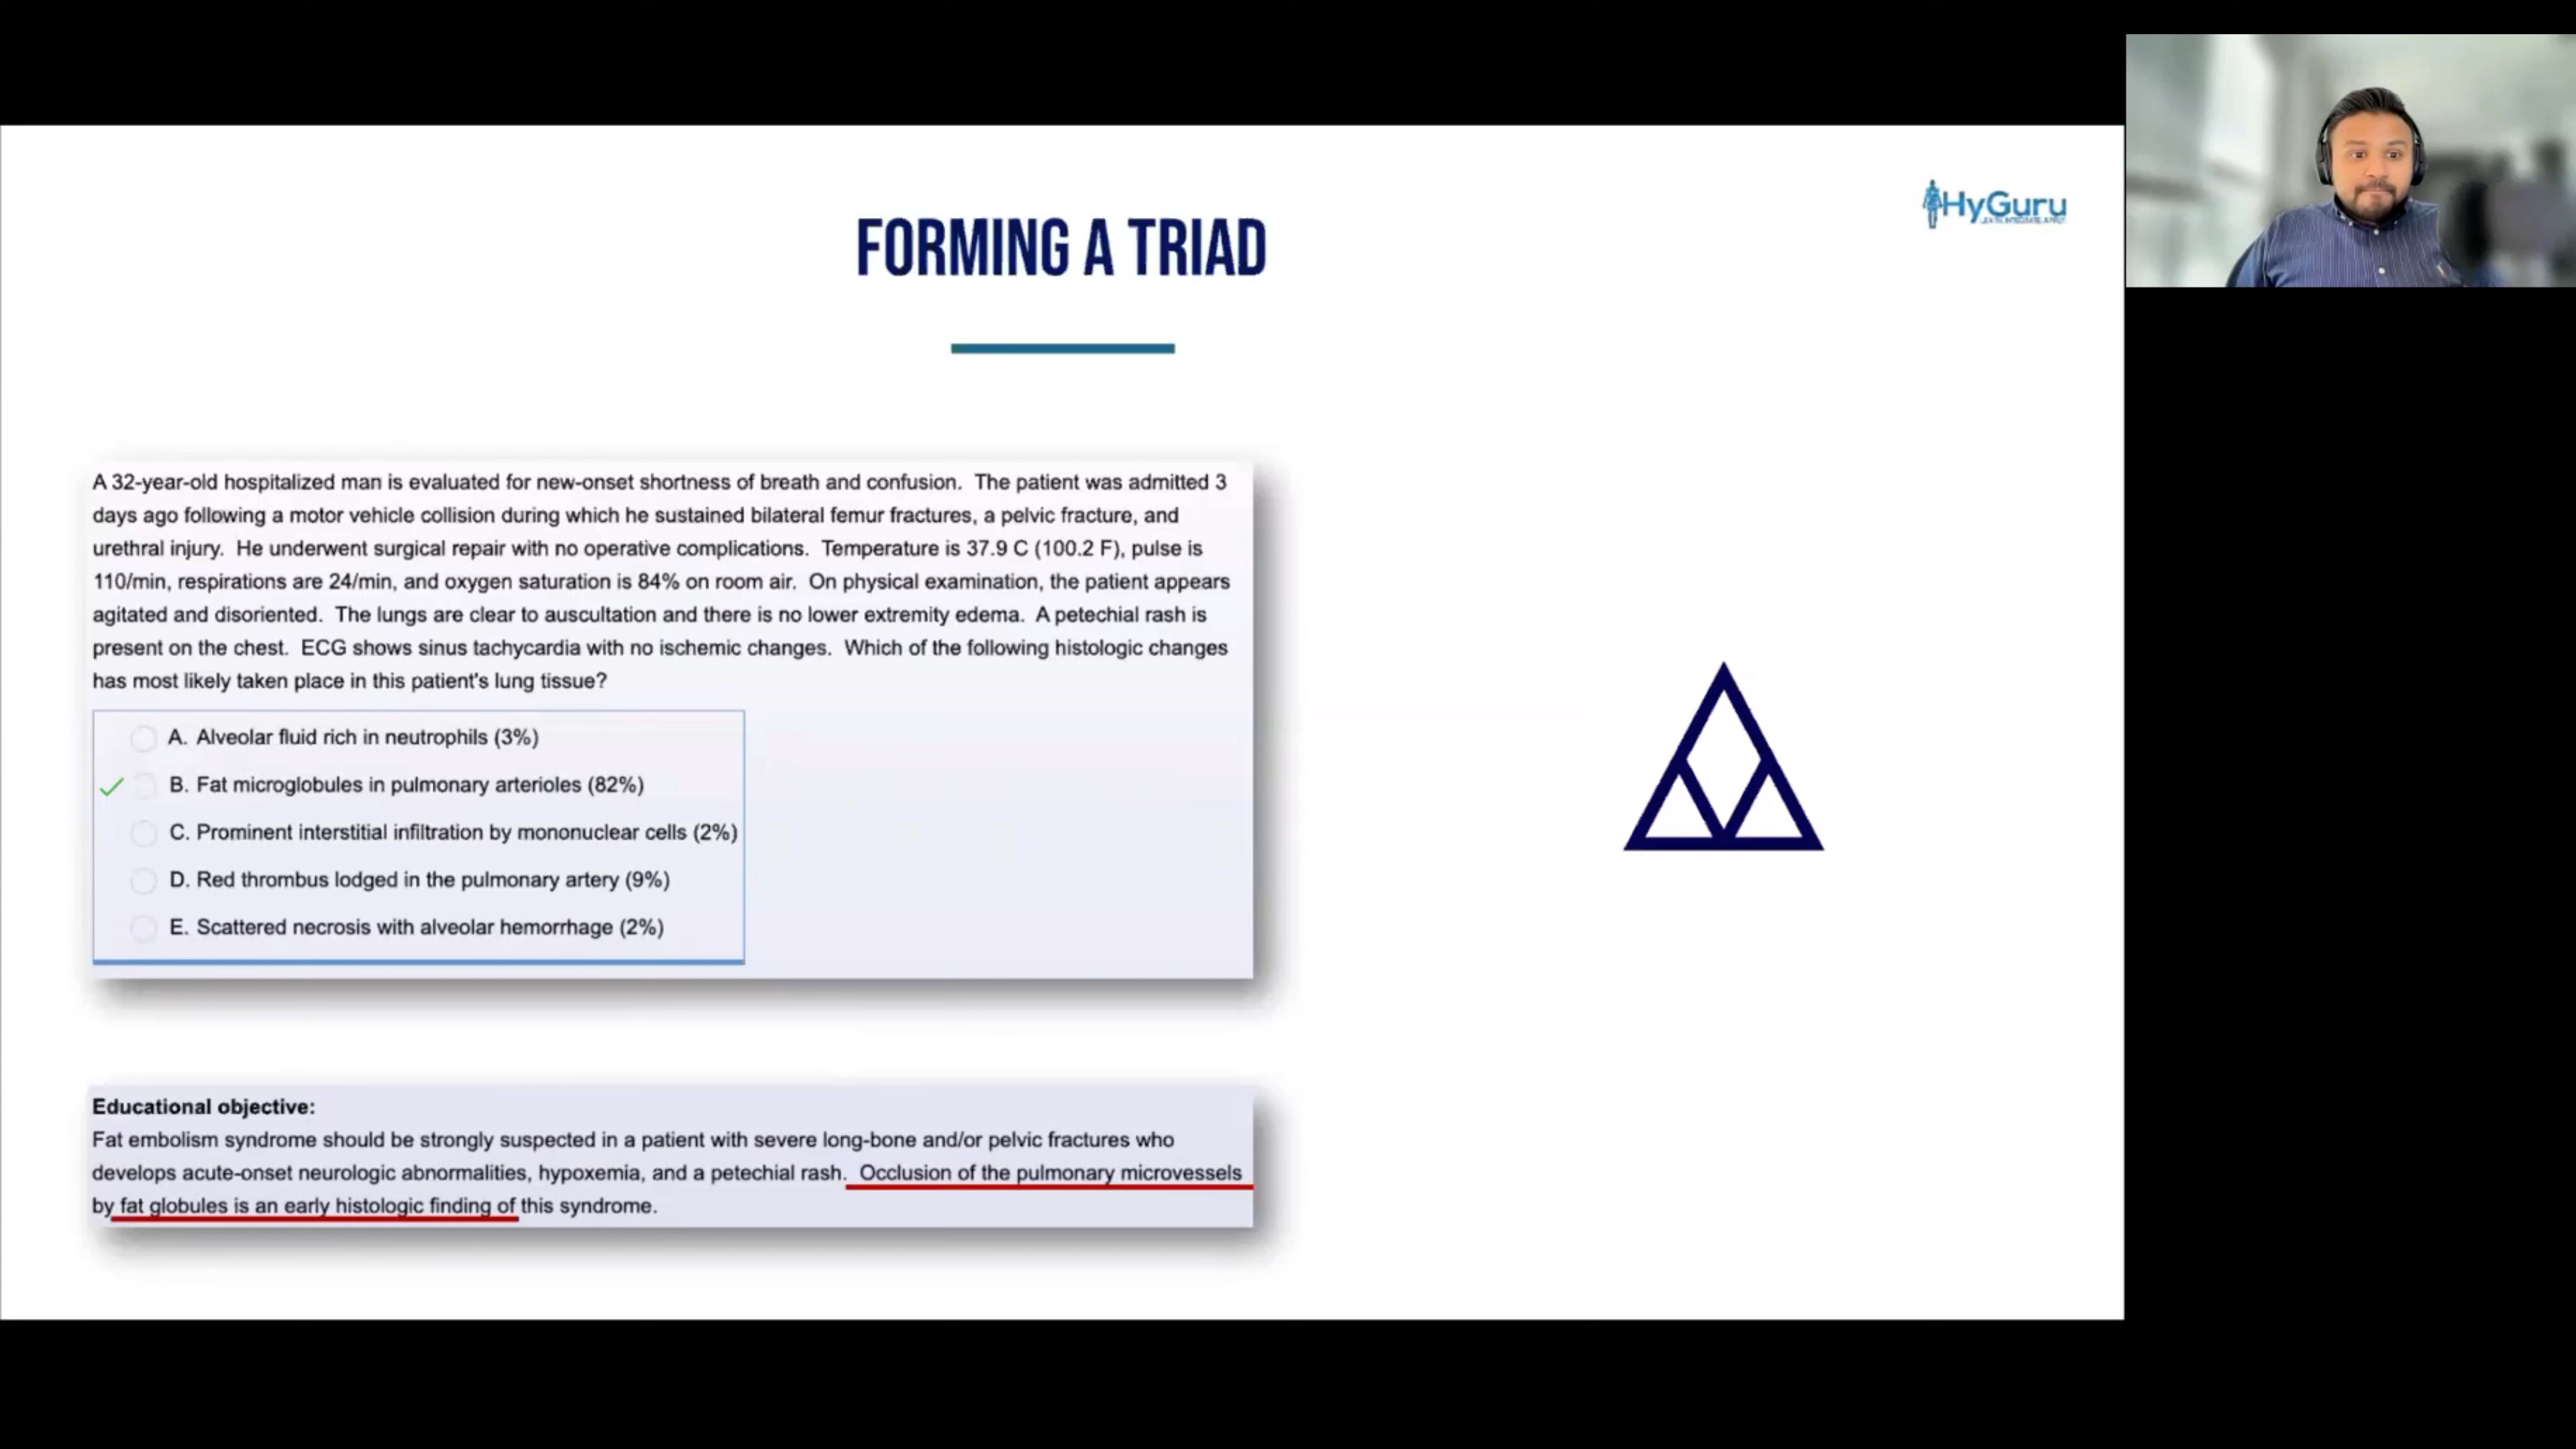 FORMING A TRIAD
HyGuru
A 32-year-old hospitalized man is evaluated for new-onset shortness of breath and confusion. The patient was admitted 3
days ago following a motor vehicle collision during which he sustained bilateral femur fractures, a pelvic fracture, and
urethral injury. He underwent surgical repair with no operative complications. Temperature is 37.9 C (100.2 F), pulse is
110/min, respirations are 24/min, and oxygen saturation is 84% on room air. On physical examination, the patient appears
agitated and disoriented. The lungs are clear to auscultation and there is no lower extremity edema. A petechial rash is
present on the chest. ECG shows sinus tachycardia with no ischemic changes. Which of the following histologic changes
has most likely taken place in this patient's lung tissue?
A. Alveolar fluid rich in neutrophils (3%)
B. Fat microglobules in pulmonary arterioles (82%)
C. Prominent interstitial infiltration by mononuclear cells (2%)
D. Red thrombus lodged in the pulmonary artery (9%)
E. Scattered necrosis with alveolar hemorrhage (2%)
Educational objective:
Fat embolism syndrome should be strongly suspected in a patient with severe long-bone and/or pelvic fractures who
develops acute-onset neurologic abnormalities, hypoxemia, and a petechial rash. Occlusion of the pulmonary microvessels
by fat globules is an early histologic finding of this syndrome.